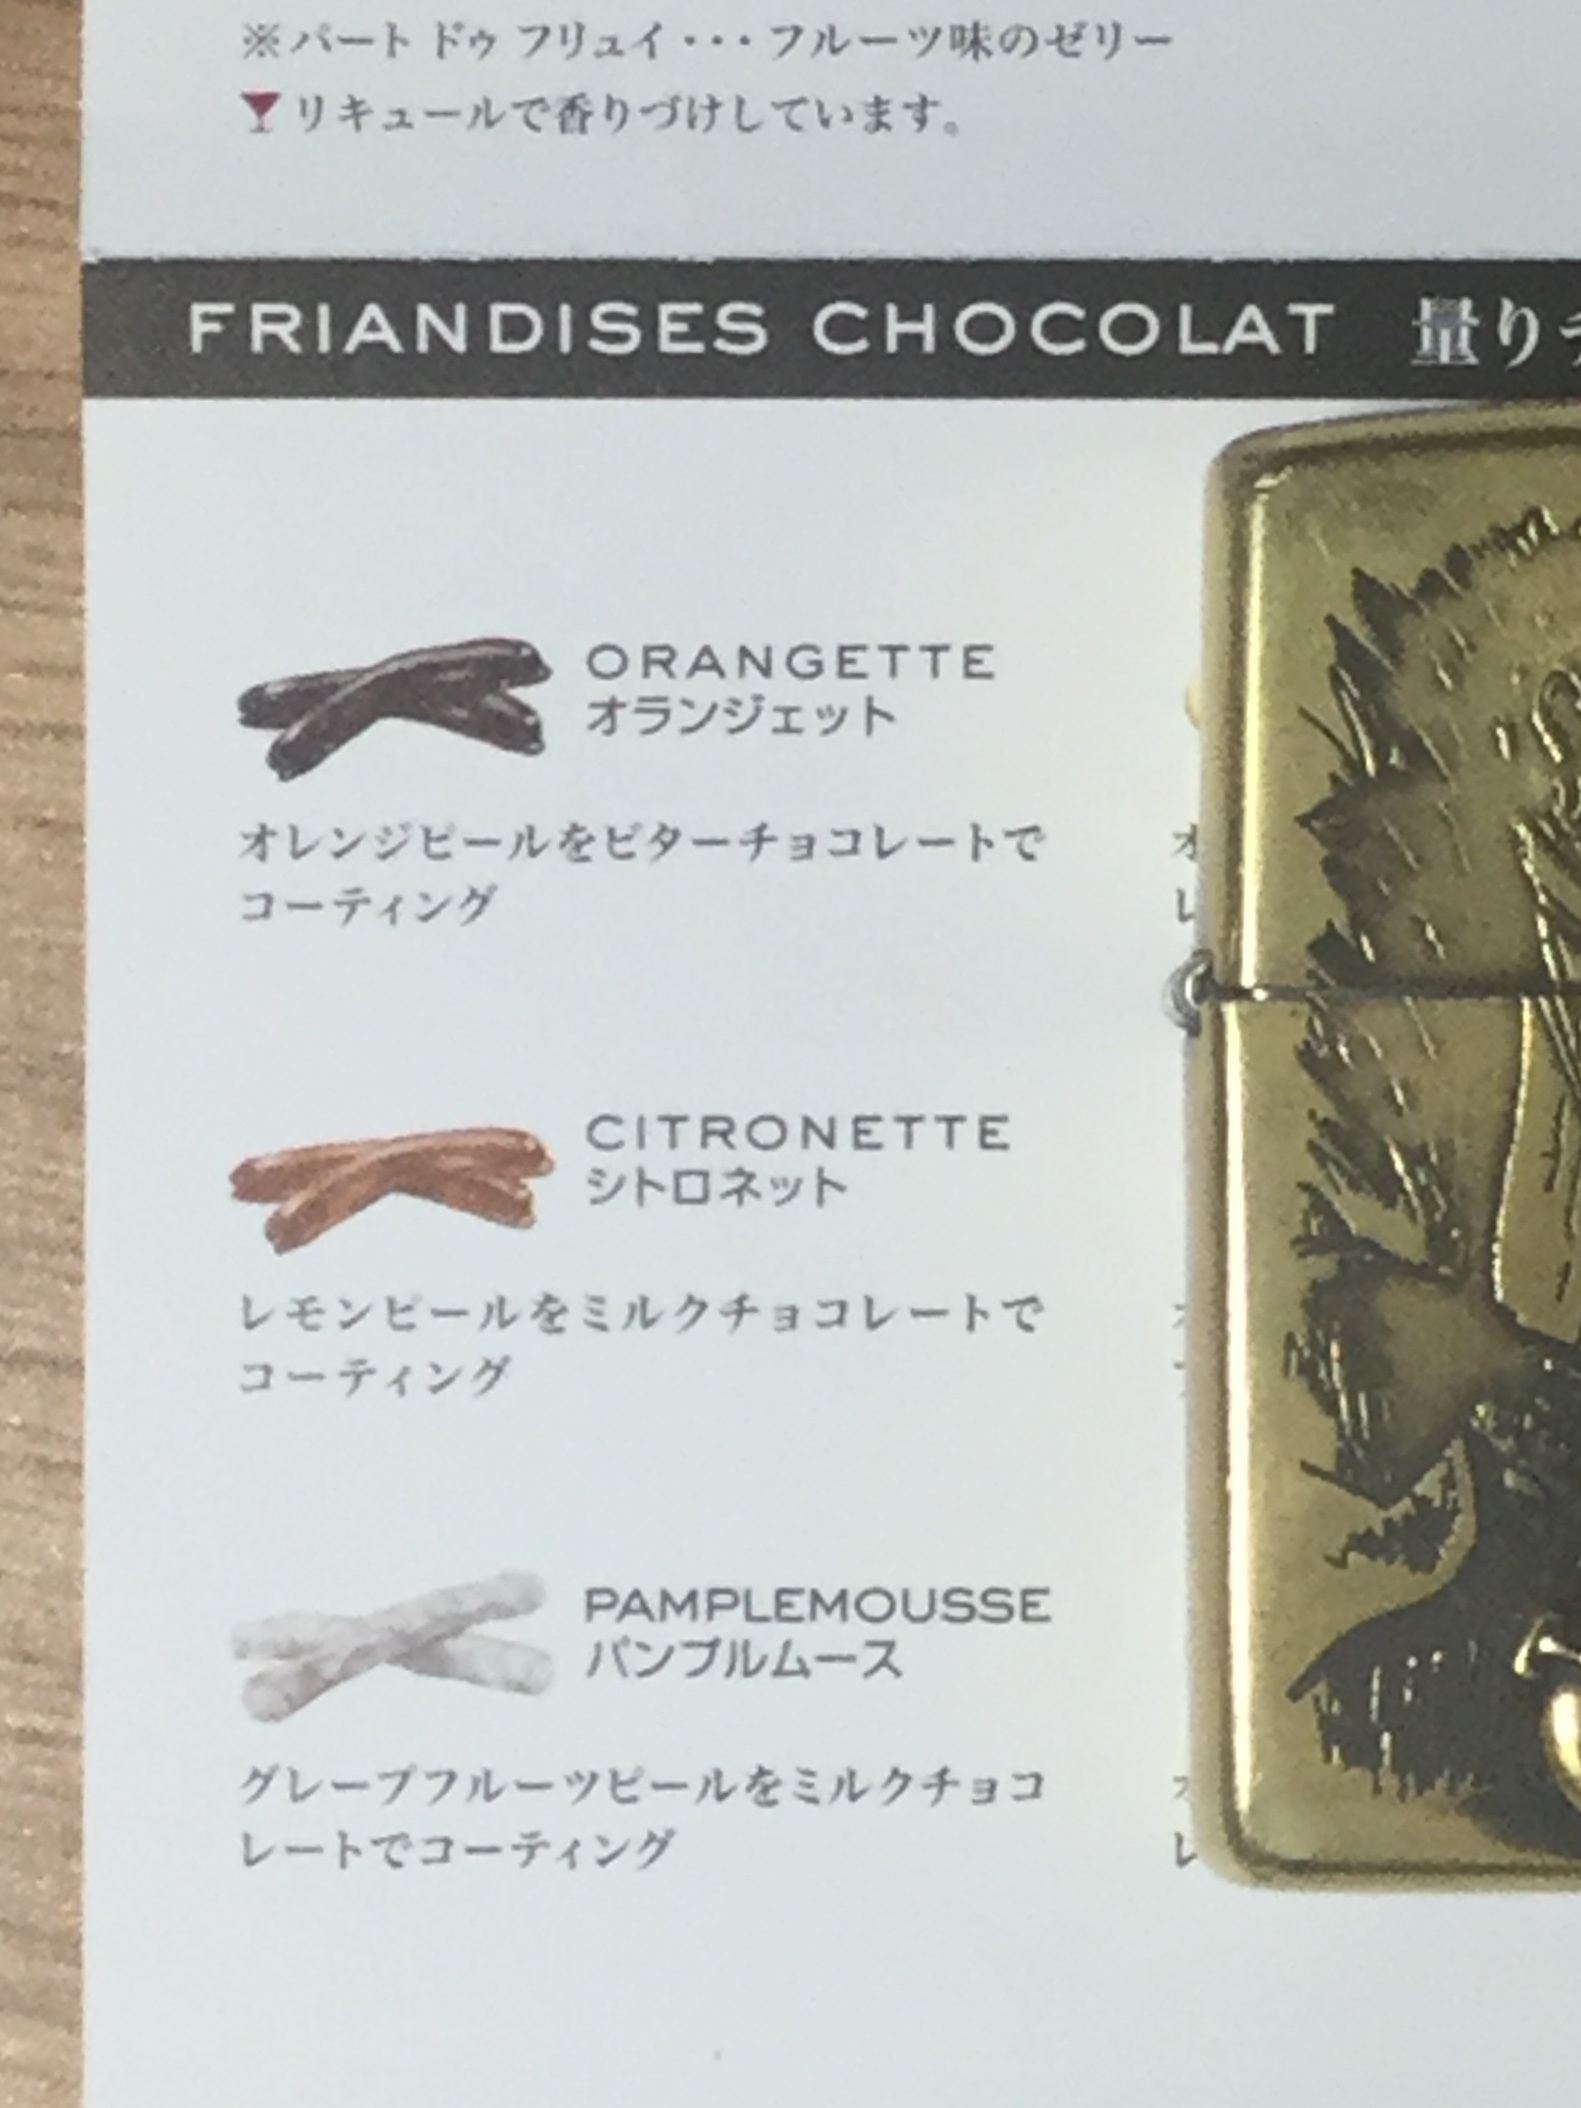 ※パート ドゥ フリュイ・・・フルーツ味のゼリー
リキュールで香りづけしています。
FRIANDISES CHOCOLAT 量り
ORANGETTE
オランジェット
オレンジピールをビターチョコレートで
コーティング
CITRONETTE
シトロネット
レモンピールをミルクチョコレートで
コーティング
PAMPLEMOUSSE
パンプルムース
グレープフルーツピールをミルクチョコ
レートでコーティング